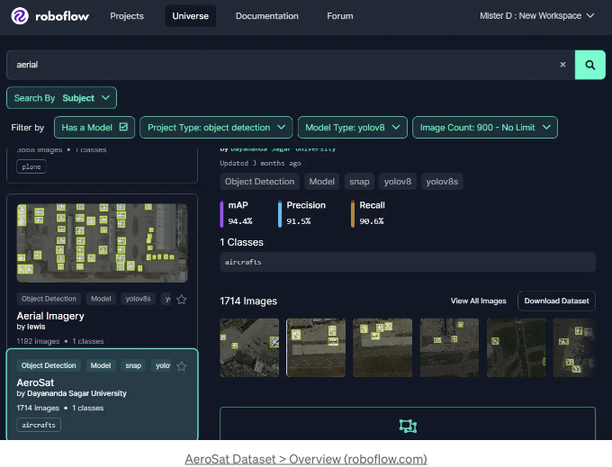 roboflow Projects Universe Documentation Forum Mister D : New Workspace
aerial
Search By Subject
Filter by Has a Model Project Type: object detection Model Type: yolov8 Image Count: 900 - No Limit
3668 images • 1 classes
plane
Object Detection Model yolov8s
Aerial Imagery
by lewis
1192 images • 1 classes
Object Detection Model snap yolov
AeroSat
by Dayananda Sagar University
1714 images • 1 classes
aircrafts
by Dayananda Sagar University
Updated 3 months ago
Object Detection Model snap yolov8 yolov8s
mAP Precision Recall
94.4% 91.5% 90.6%
1 Classes
aircrafts
1714 Images View All Images Download Dataset
AeroSat Dataset > Overview (roboflow.com)